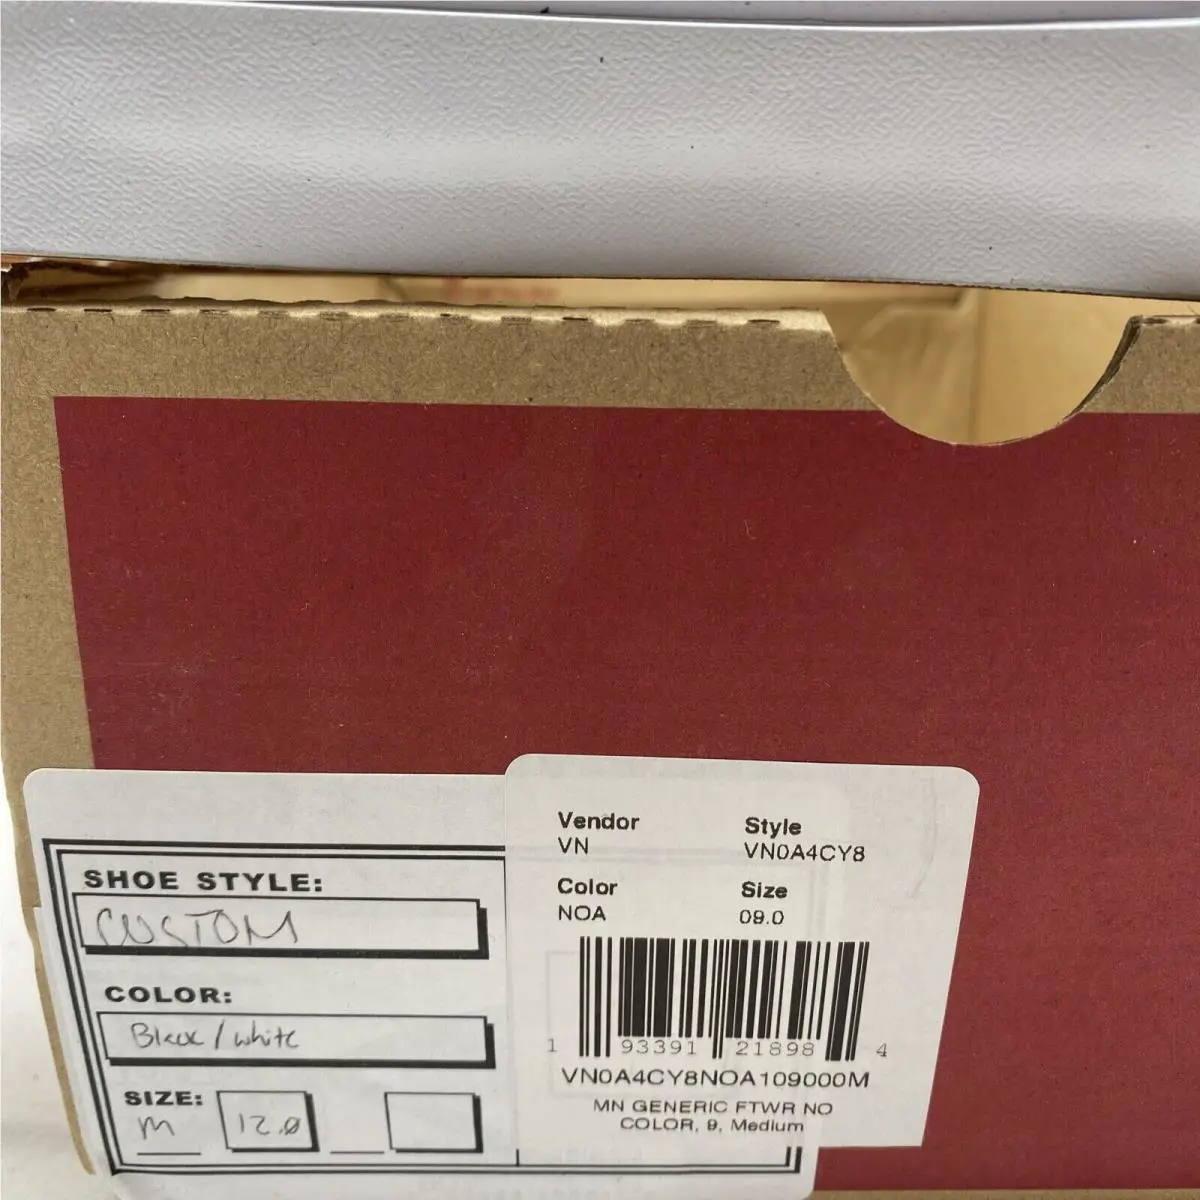 SHOE STYLE:
CUSTOM
COLOR:
Black/white
SIZE:
M 12.0
Vendor Style
VN VN0A4CY8
Color Size
NOA 09.0
1 93391 21898 4
VN0A4CY8NOA109000M
MN GENERIC FTWR NO
COLOR, 9, Medium